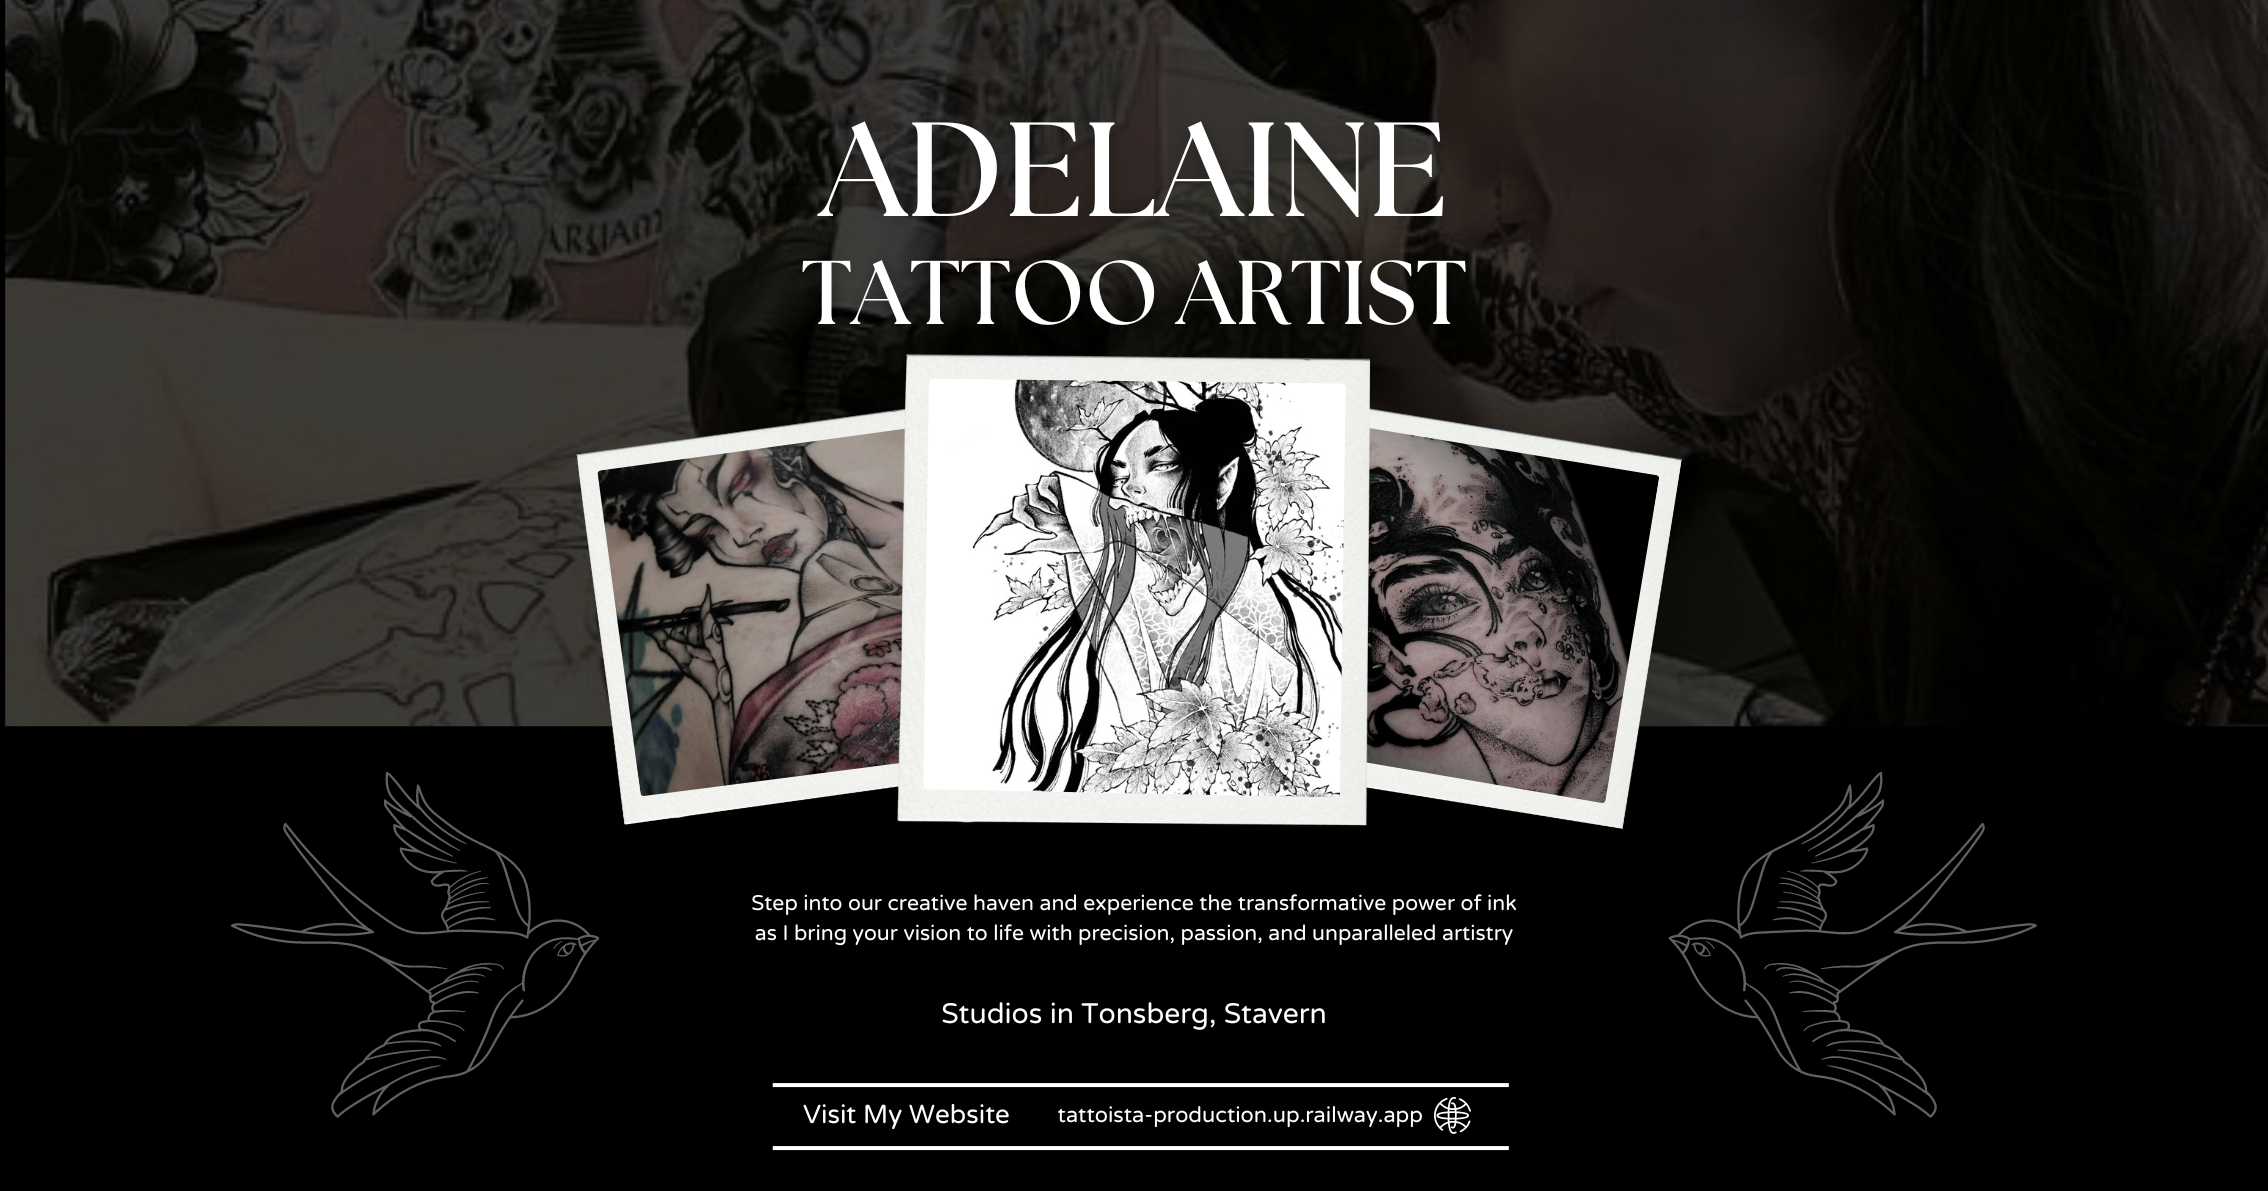 ADELAINE
TATTOO ARTIST
Step into our creative haven and experience the transformative power of ink
as I bring your vision to life with precision, passion, and unparalleled artistry
Studios in Tonsberg, Stavern
Visit My Website tattoista-production.up.railway.app